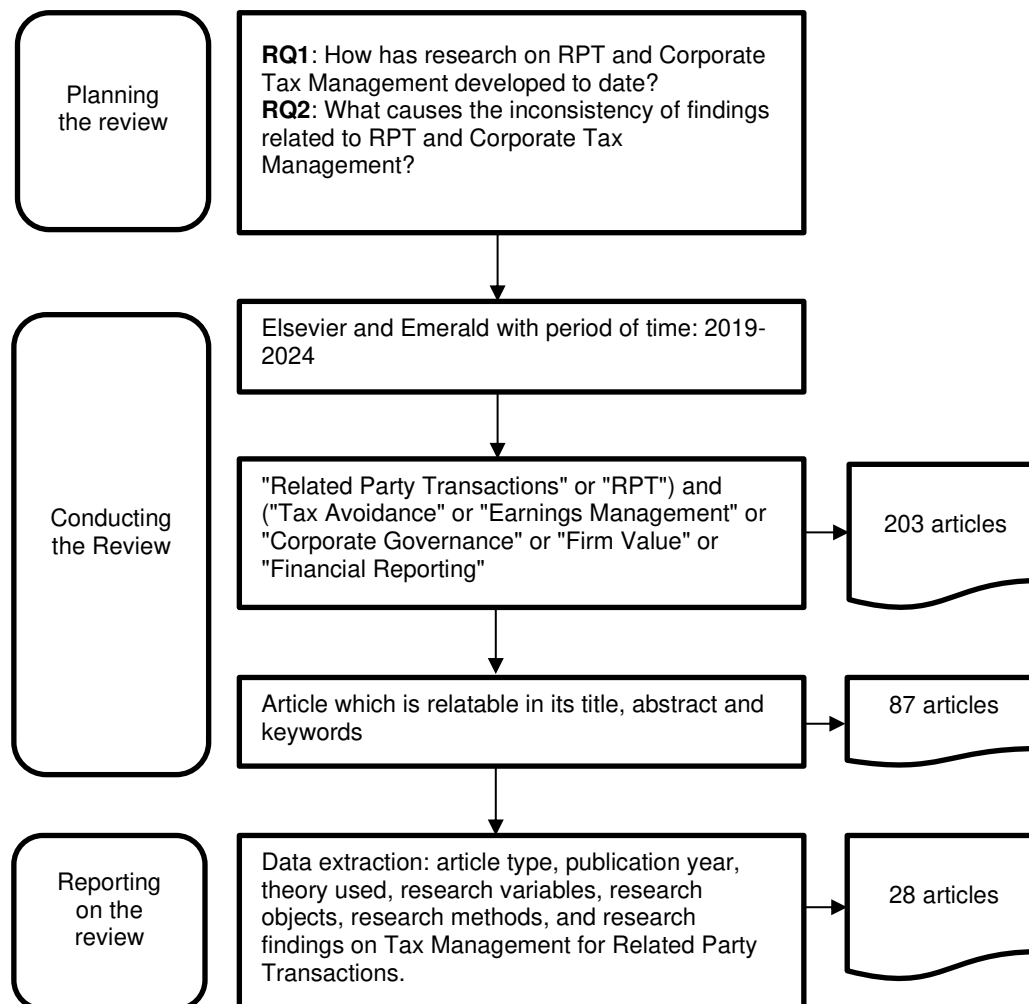 Planning
the review
RQ1: How has research on RPT and Corporate
Tax Management developed to date?
RQ2: What causes the inconsistency of findings
related to RPT and Corporate Tax
Management?
Conducting
the Review
Elsevier and Emerald with period of time: 2019-
2024
"Related Party Transactions" or "RPT") and
("Tax Avoidance" or "Earnings Management" or
"Corporate Governance" or "Firm Value" or
"Financial Reporting"
203 articles
Article which is relatable in its title, abstract and
keywords
87 articles
Reporting
on the
review
Data extraction: article type, publication year,
theory used, research variables, research
objects, research methods, and research
findings on Tax Management for Related Party
Transactions.
28 articles